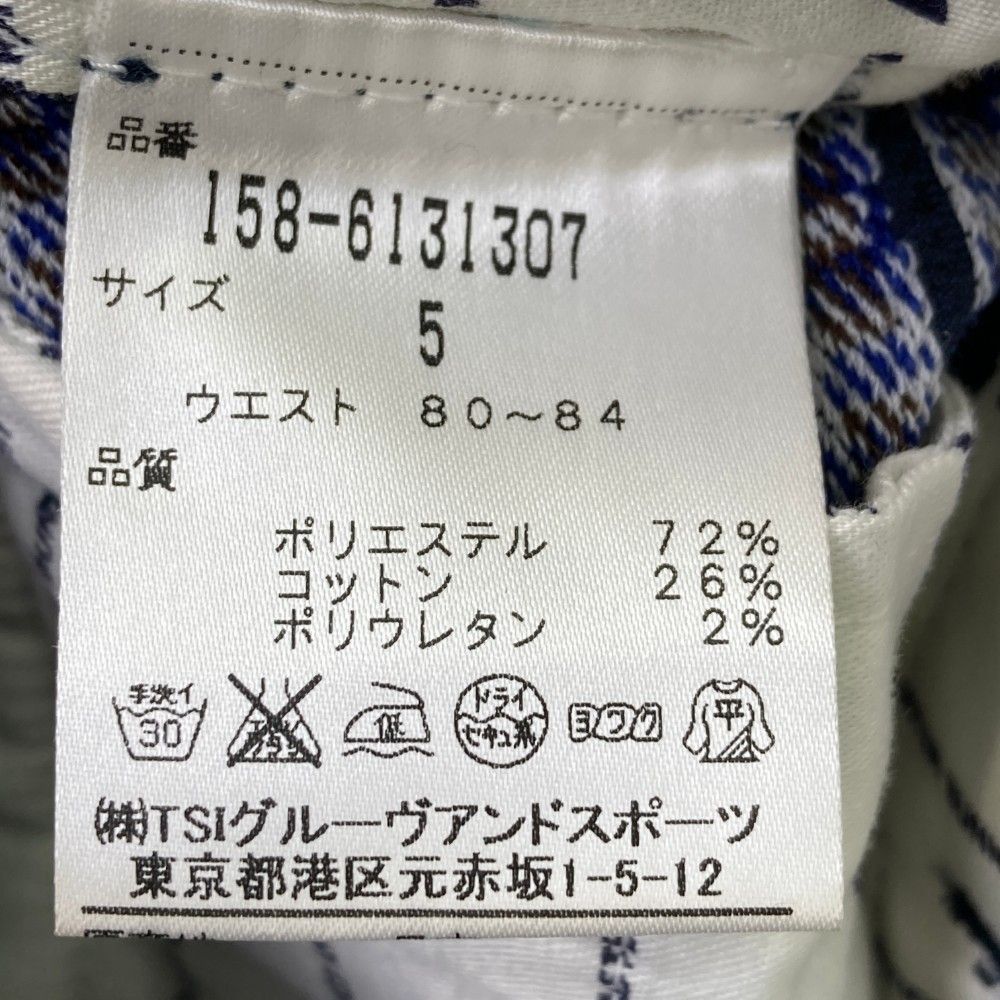 品番
158-6131307
サイズ
5
ウエスト 80～84
品質
ポリエステル 72%
コットン 26%
ポリウレタン 2%
手洗イ 30 低 ドライ セキユ系 ヨワク 平
㈱TSIグルーヴアンドスポーツ
東京都港区元赤坂1-5-12